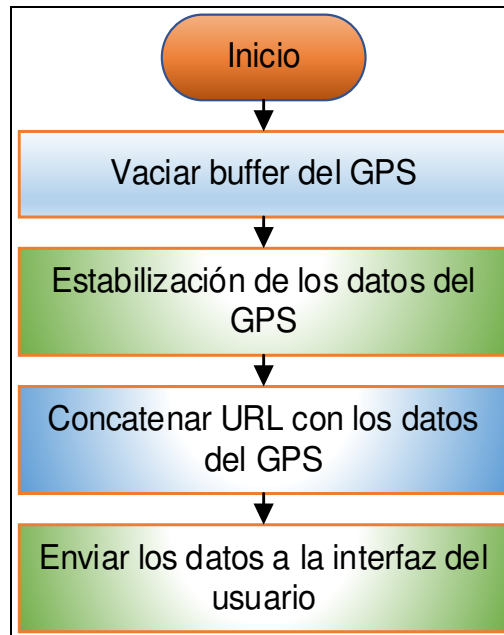 Inicio
Vaciar buffer del GPS
Estabilización de los datos del
GPS
Concatenar URL con los datos
del GPS
Enviar los datos a la interfaz del
usuario